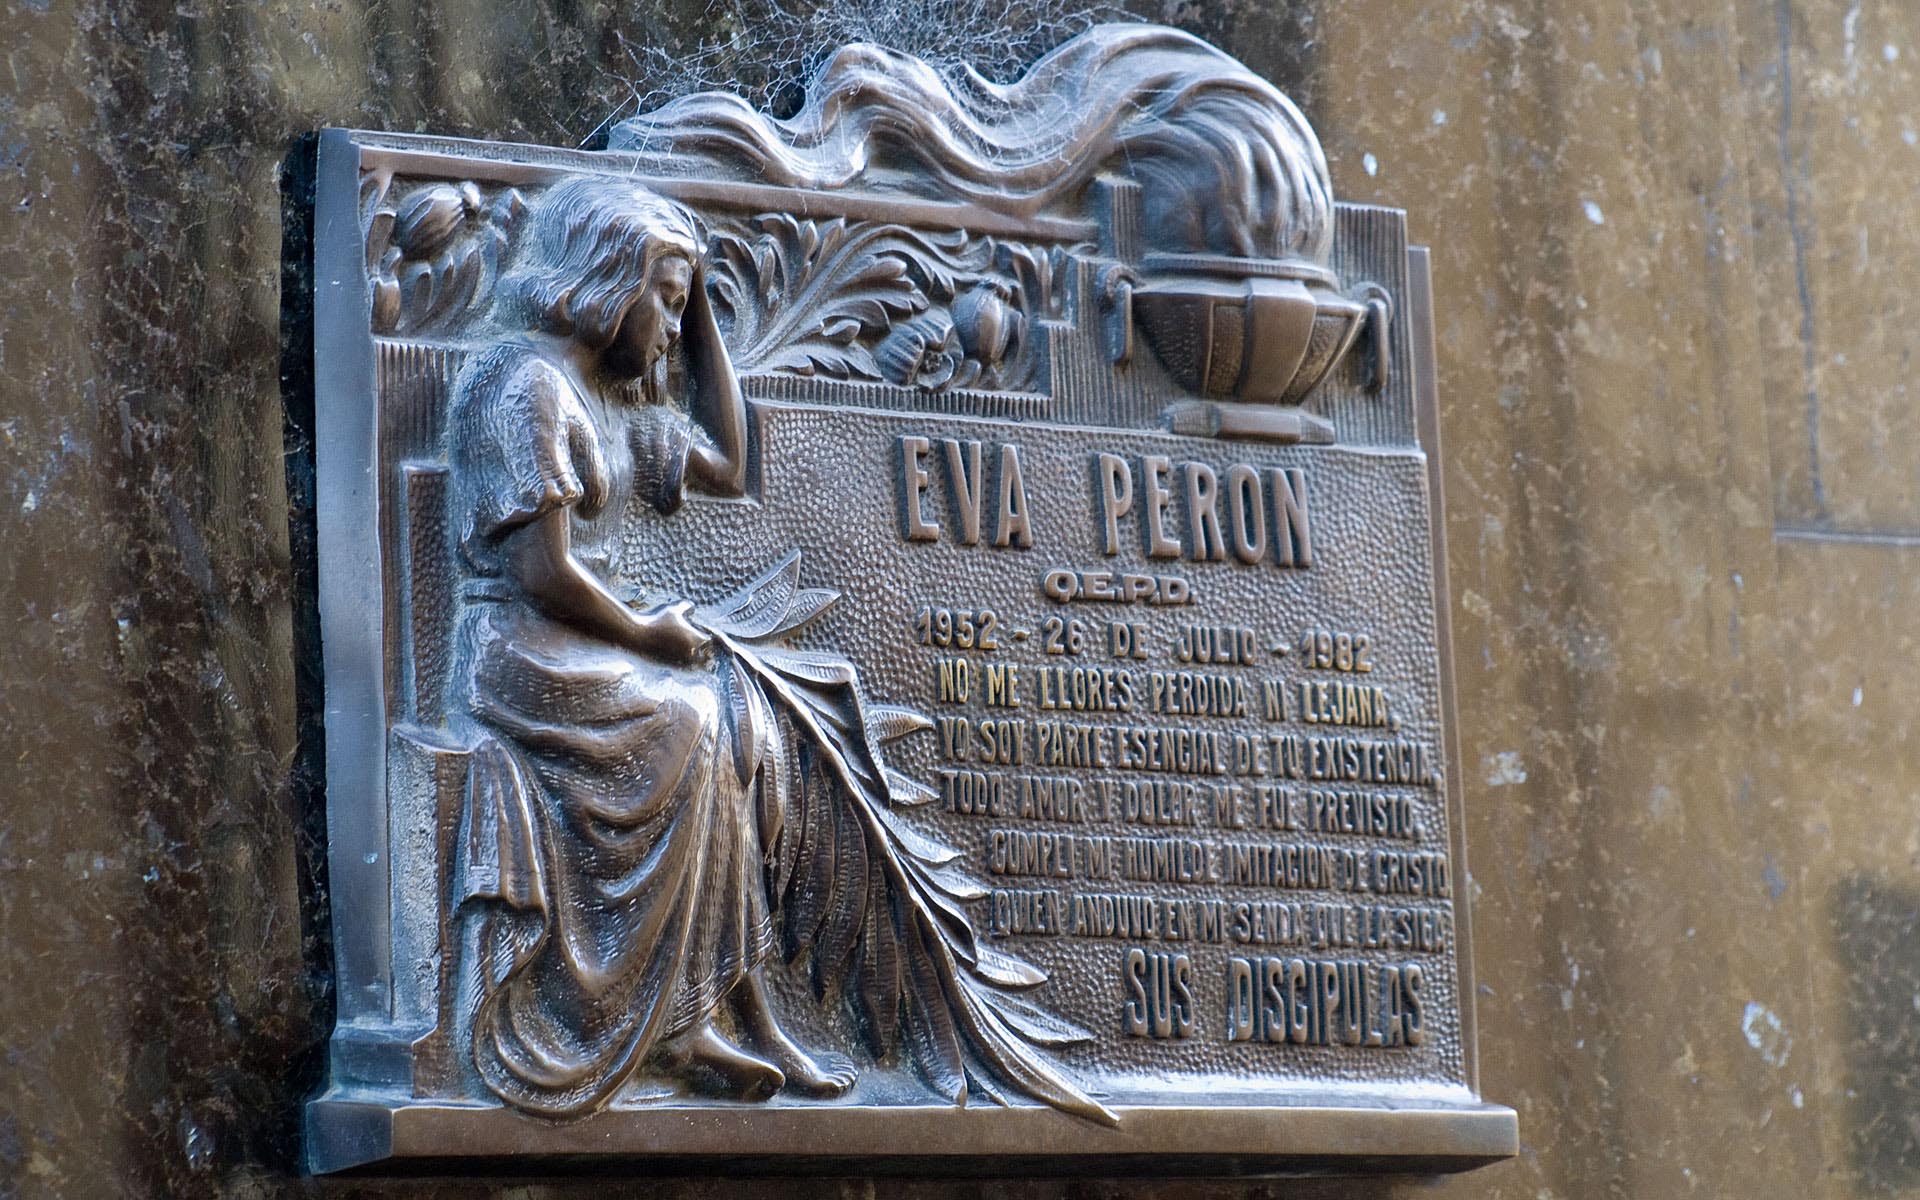 EVA PERON
Q.E.P.D.
1952 - 26 DE JULIO - 1982
NO ME LLORES PERDIDA NI LEJANA,
YO SOY PARTE ESENCIAL DE TU EXISTENCIA,
TODO AMOR Y DOLAR ME FUE PREVISTO,
CUMPLI MI HUMILDE IMITACION DE CRISTO
QUIEN ANDUVO EN MI SENDA QUE LA SIGA
SUS DISCIPULAS